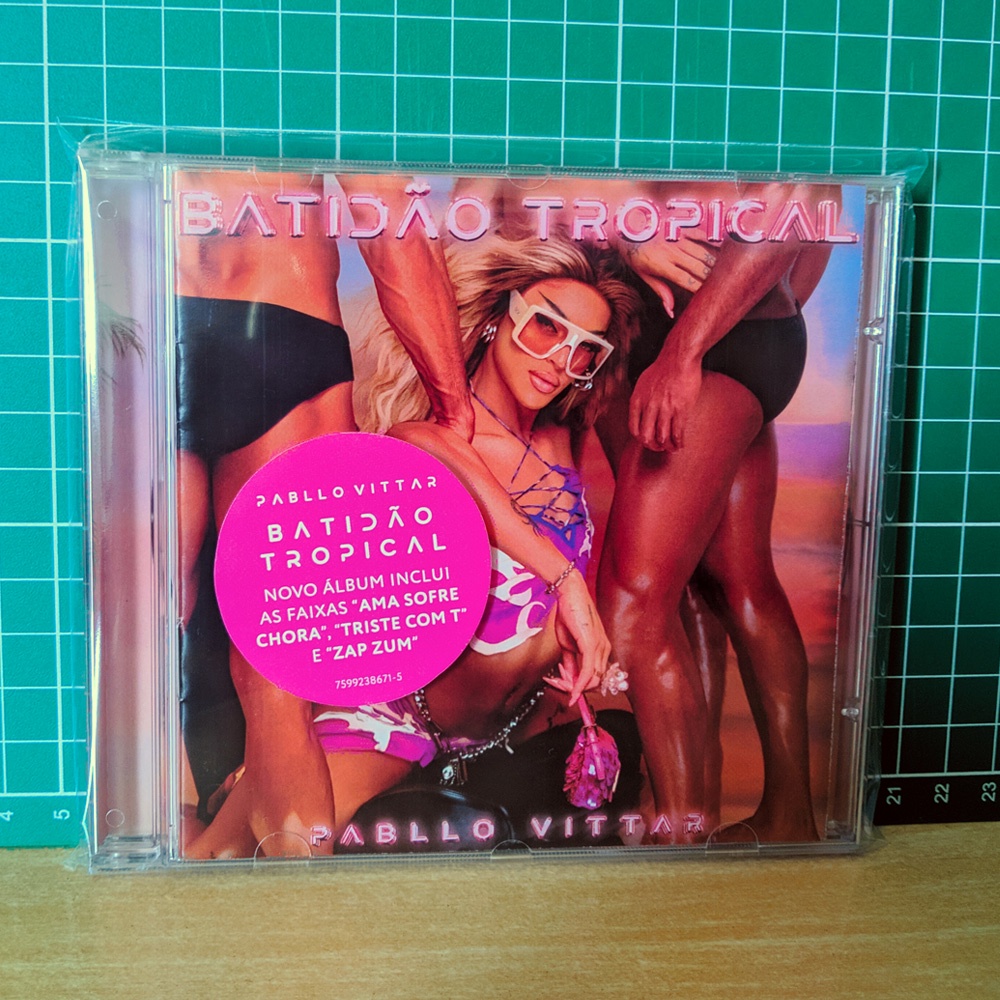 BATIDÃO TROPICAL
PABLLO VITTAR
BATIDÃO
TROPICAL
NOVO ÁLBUM INCLUI
AS FAIXAS "AMA SOFRE
CHORA", "TRISTE COM T"
E "ZAP ZUM"
7599238671-5
PABLLO VITTAR
4
5
21
22
23